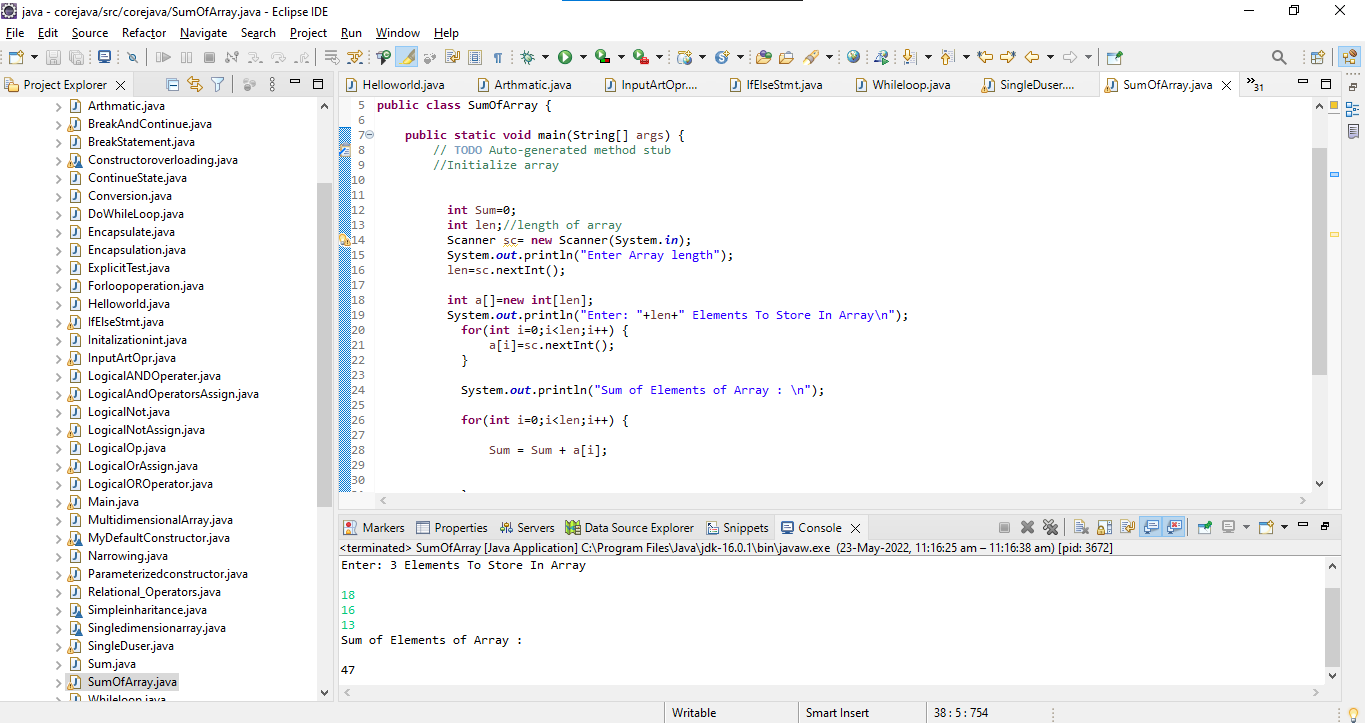 java - corejava/src/corejava/SumOfArray.java - Eclipse IDE
File Edit Source Refactor Navigate Search Project Run Window Help
Project Explorer
Arthmatic.java
BreakAndContinue.java
BreakStatement.java
Constructoroverloading.java
ContinueState.java
Conversion.java
DoWhileLoop.java
Encapsulate.java
Encapsulation.java
ExplicitTest.java
Forloopoperation.java
Helloworld.java
IfElseStmt.java
Initalizationint.java
InputArtOpr.java
LogicalANDOperater.java
LogicalAndOperatorsAssign.java
LogicalNot.java
LogicalNotAssign.java
LogicalOp.java
LogicalOrAssign.java
LogicalOROperator.java
Main.java
MultidimensionalArray.java
MyDefaultConstructor.java
Narrowing.java
Parameterizedconstructor.java
Relational_Operators.java
Simpleinharitance.java
Singledimensionarray.java
SingleDuser.java
Sum.java
SumOfArray.java
Whileloop.java
Helloworld.java Arthmatic.java InputArtOpr.... IfElseStmt.java Whileloop.java SingleDuser.... SumOfArray.java »31
5 public class SumOfArray {
6
7 public static void main(String[] args) {
8 // TODO Auto-generated method stub
9 //Initialize array
10
11
12 int Sum=0;
13 int len;//length of array
14 Scanner sc= new Scanner(System.in);
15 System.out.println("Enter Array length");
16 len=sc.nextInt();
17
18 int a[]=new int[len];
19 System.out.println("Enter: "+len+" Elements To Store In Array\n");
20 for(int i=0;i<len;i++) {
21 a[i]=sc.nextInt();
22 }
23
24 System.out.println("Sum of Elements of Array : \n");
25
26 for(int i=0;i<len;i++) {
27
28 Sum = Sum + a[i];
29
30
Markers Properties Servers Data Source Explorer Snippets Console
<terminated> SumOfArray [Java Application] C:\Program Files\Java\jdk-16.0.1\bin\javaw.exe (23-May-2022, 11:16:25 am – 11:16:38 am) [pid: 3672]
Enter: 3 Elements To Store In Array
18
16
13
Sum of Elements of Array :
47
Writable Smart Insert 38 : 5 : 754